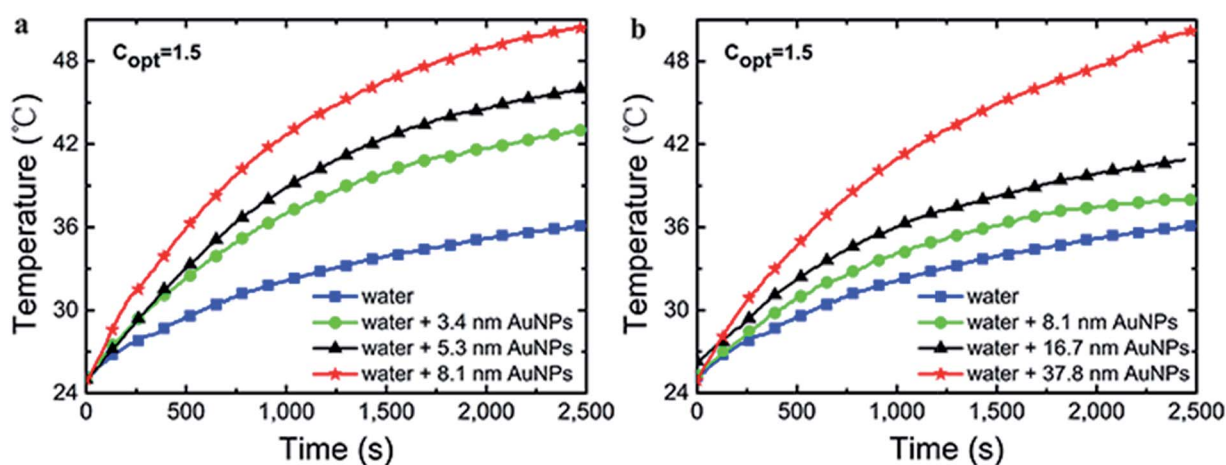 a
C_opt=1.5
Temperature (℃)
48
42
36
30
24
water
water + 3.4 nm AuNPs
water + 5.3 nm AuNPs
water + 8.1 nm AuNPs
0
500
1,000
1,500
2,000
2,500
Time (s)
b
C_opt=1.5
Temperature (℃)
48
42
36
30
24
water
water + 8.1 nm AuNPs
water + 16.7 nm AuNPs
water + 37.8 nm AuNPs
0
500
1,000
1,500
2,000
2,500
Time (s)